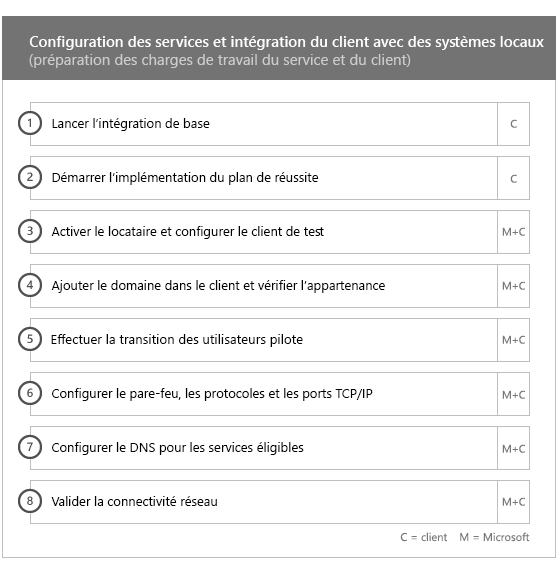 Configuration des services et intégration du client avec des systèmes locaux
(préparation des charges de travail du service et du client)
1 Lancer l’intégration de base C
2 Démarrer l’implémentation du plan de réussite C
3 Activer le locataire et configurer le client de test M+C
4 Ajouter le domaine dans le client et vérifier l’appartenance M+C
5 Effectuer la transition des utilisateurs pilote M+C
6 Configurer le pare-feu, les protocoles et les ports TCP/IP M+C
7 Configurer le DNS pour les services éligibles M+C
8 Valider la connectivité réseau M+C
C = client M = Microsoft